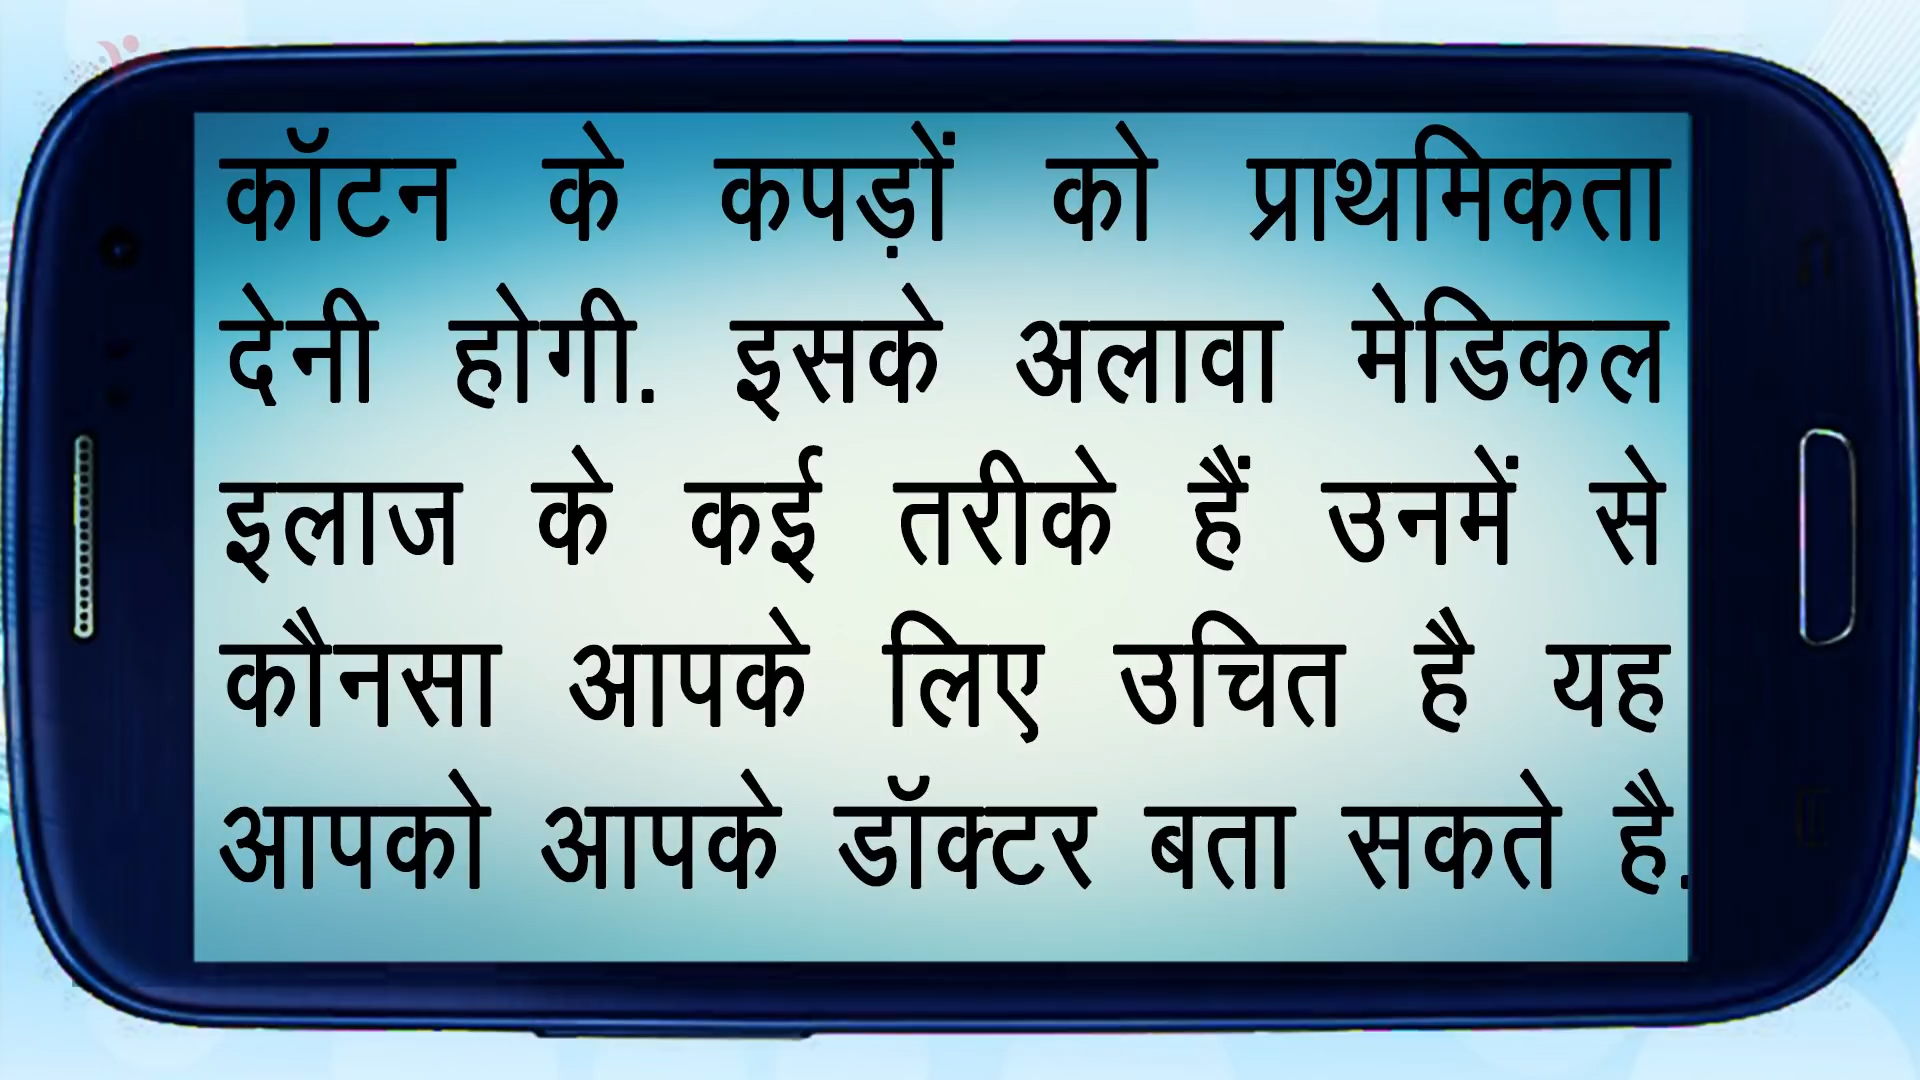 कॉटन के कपड़ों को प्राथमिकता
देनी होगी. इसके अलावा मेडिकल
इलाज के कई तरीके हैं उनमें से
कौनसा आपके लिए उचित है यह
आपको आपके डॉक्टर बता सकते है.